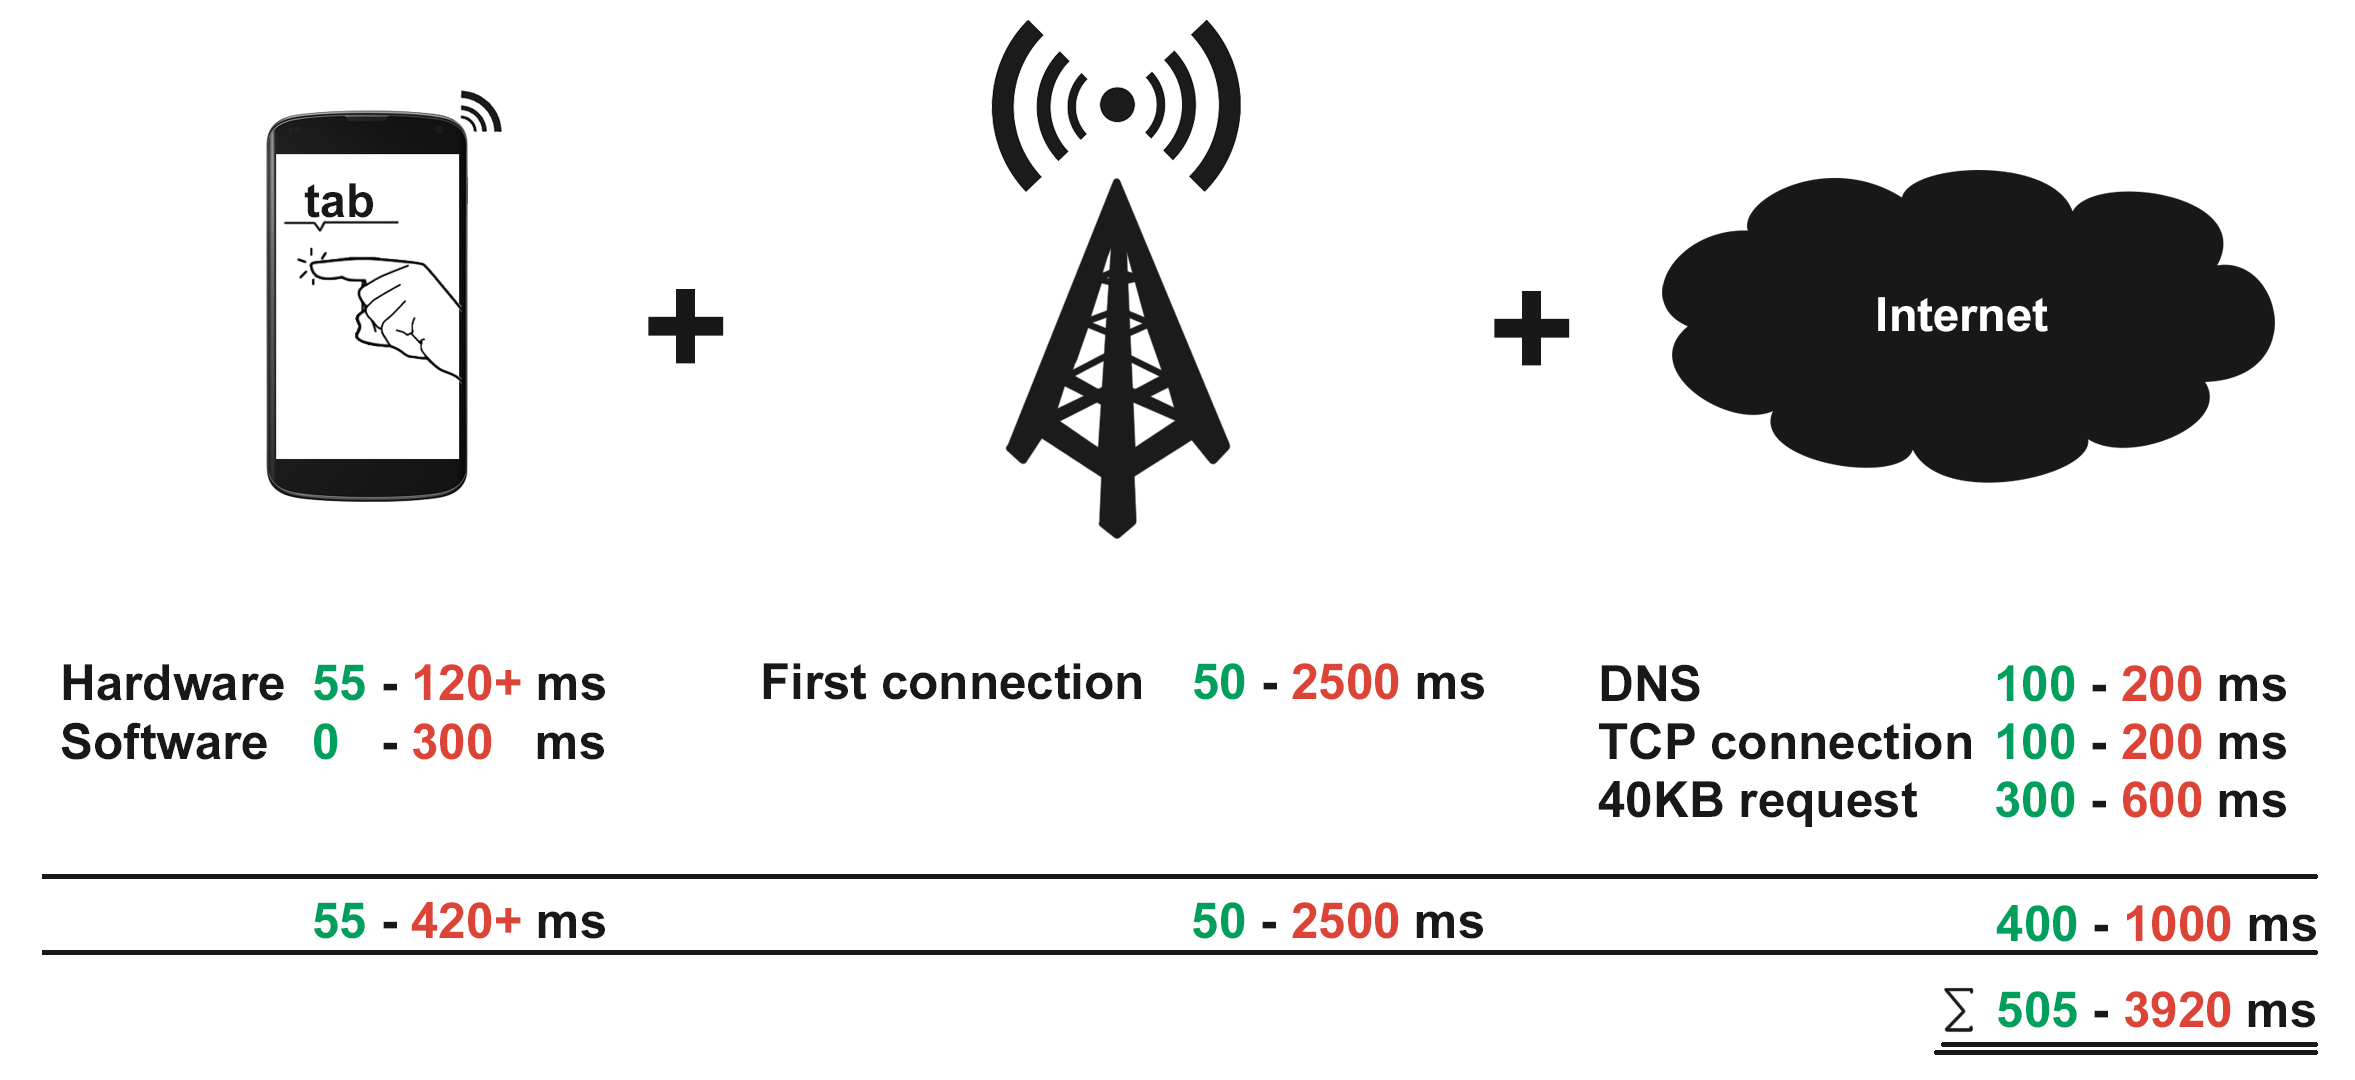 tab
Internet
Hardware 55 - 120+ ms
Software 0 - 300 ms
First connection 50 - 2500 ms
DNS 100 - 200 ms
TCP connection 100 - 200 ms
40KB request 300 - 600 ms
55 - 420+ ms
50 - 2500 ms
400 - 1000 ms
∑ 505 - 3920 ms